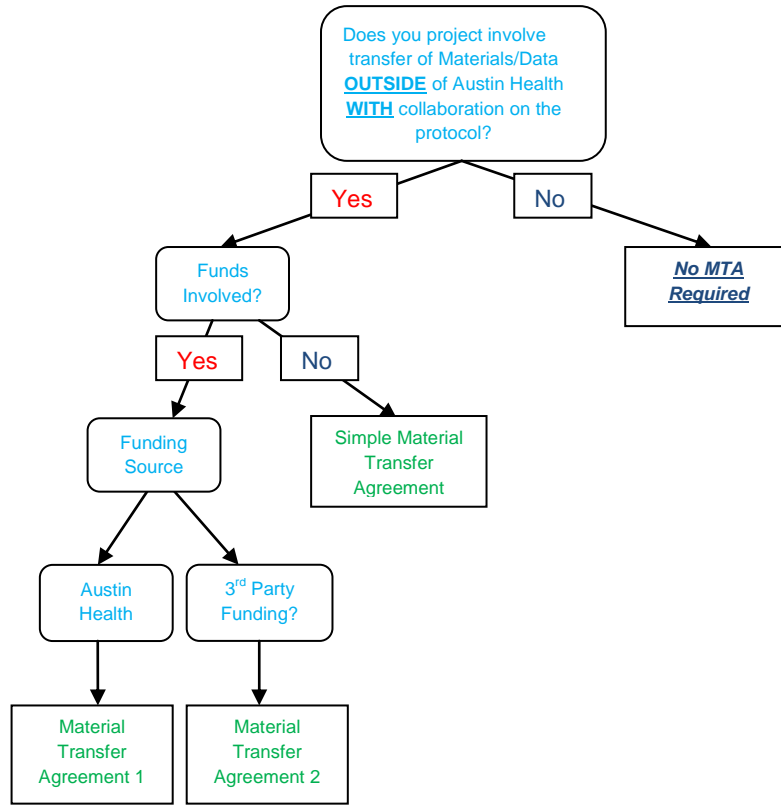 Does you project involve
transfer of Materials/Data
OUTSIDE of Austin Health
WITH collaboration on the
protocol?
Yes
No
Funds
Involved?
No MTA
Required
Yes
No
Funding
Source
Simple Material
Transfer
Agreement
Austin
Health
3rd Party
Funding?
Material
Transfer
Agreement 1
Material
Transfer
Agreement 2